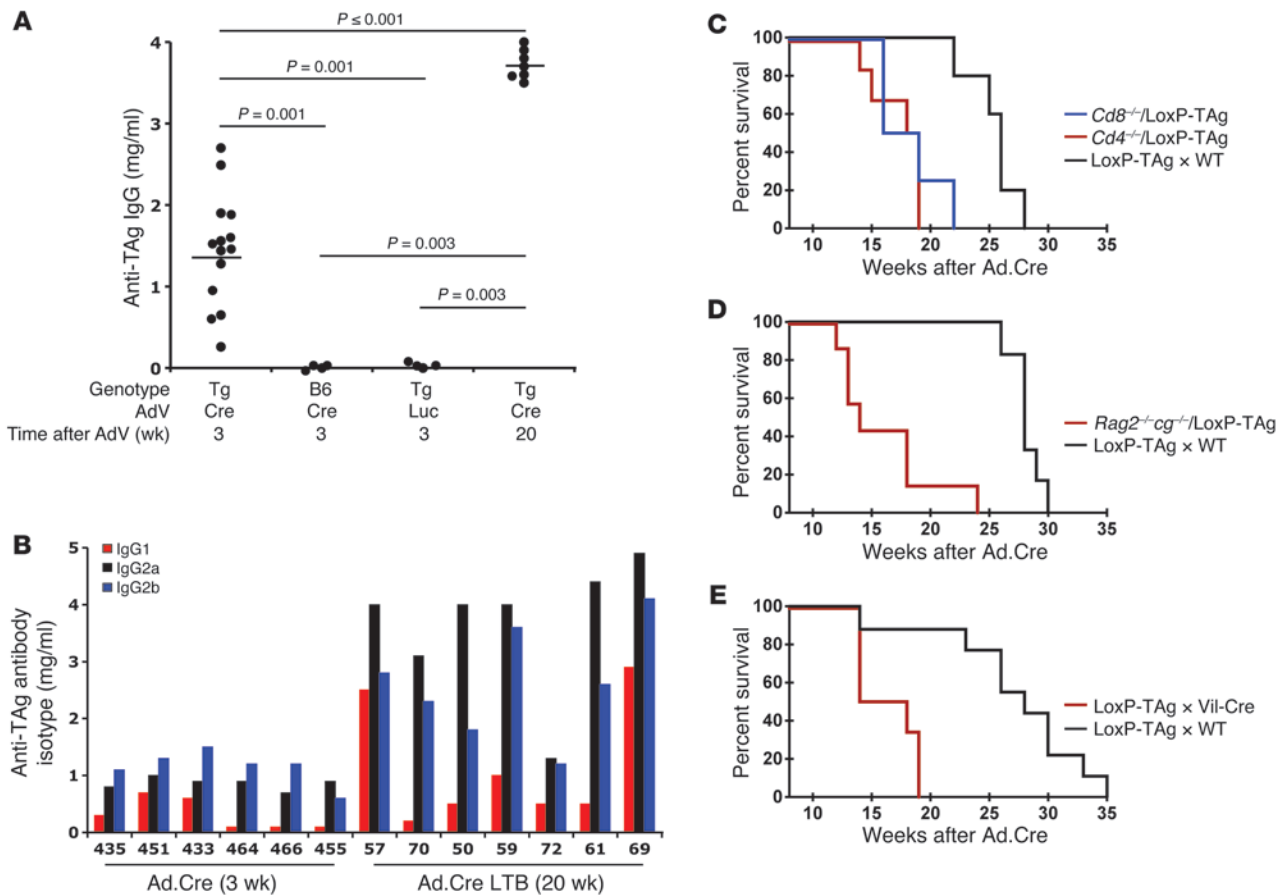 A
P ≤ 0.001
P = 0.001
P = 0.001
P = 0.003
P = 0.003
Anti-TAg IgG (mg/ml)
4
3
2
1
0
Genotype Tg B6 Tg Tg
AdV Cre Cre Luc Cre
Time after AdV (wk) 3 3 3 20
B
IgG1
IgG2a
IgG2b
Anti-TAg antibody
isotype (mg/ml)
5
4
3
2
1
0
435 451 433 464 466 455 57 70 50 59 72 61 69
Ad.Cre (3 wk) Ad.Cre LTB (20 wk)
C
Percent survival
100
80
60
40
20
0
10 15 20 25 30 35
Weeks after Ad.Cre
Cd8–/–/LoxP-TAg
Cd4–/–/LoxP-TAg
LoxP-TAg × WT
D
Percent survival
100
80
60
40
20
0
10 15 20 25 30 35
Weeks after Ad.Cre
Rag2–/–cg–/–/LoxP-TAg
LoxP-TAg × WT
E
Percent survival
100
80
60
40
20
0
10 15 20 25 30 35
Weeks after Ad.Cre
LoxP-TAg × Vil-Cre
LoxP-TAg × WT